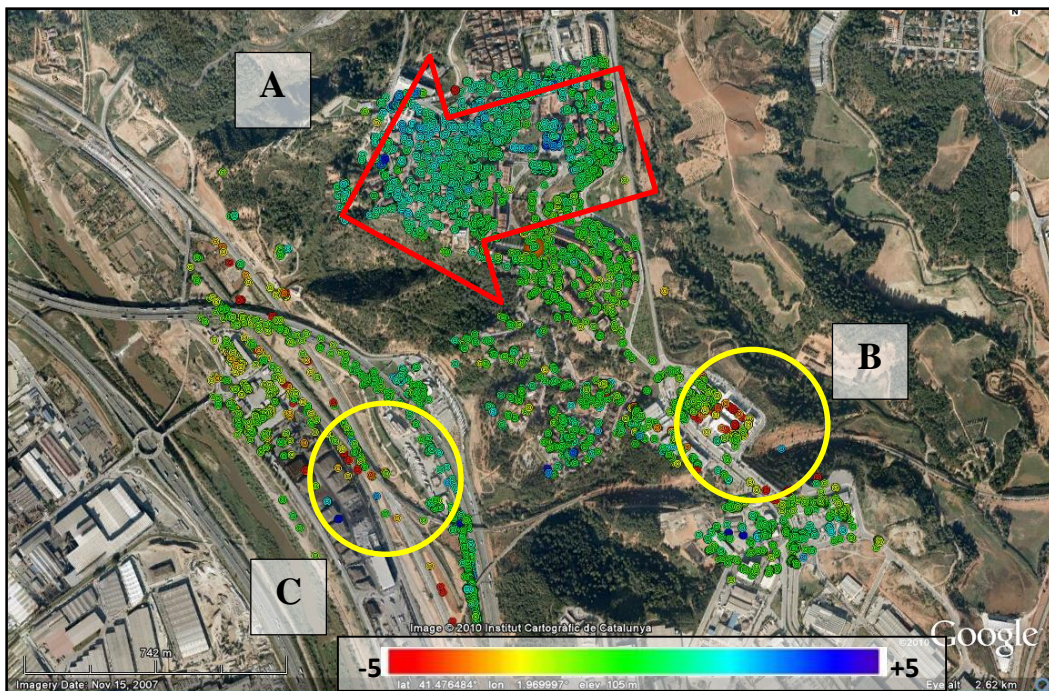 A
B
C
742 m
Image © 2010 Institut Cartogràfic de Catalunya
©2010 Google
-5 +5
Imagery Date: Nov 15, 2007 lat 41.476484° lon 1.969997° elev 105 m Eye alt 2.62 km